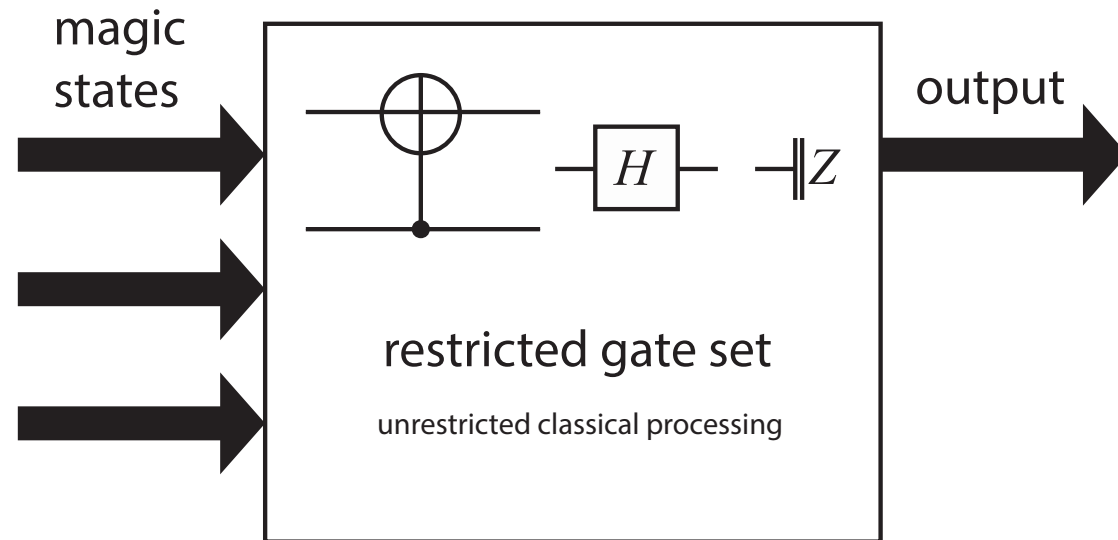 magic
states
output
H
Z
restricted gate set
unrestricted classical processing